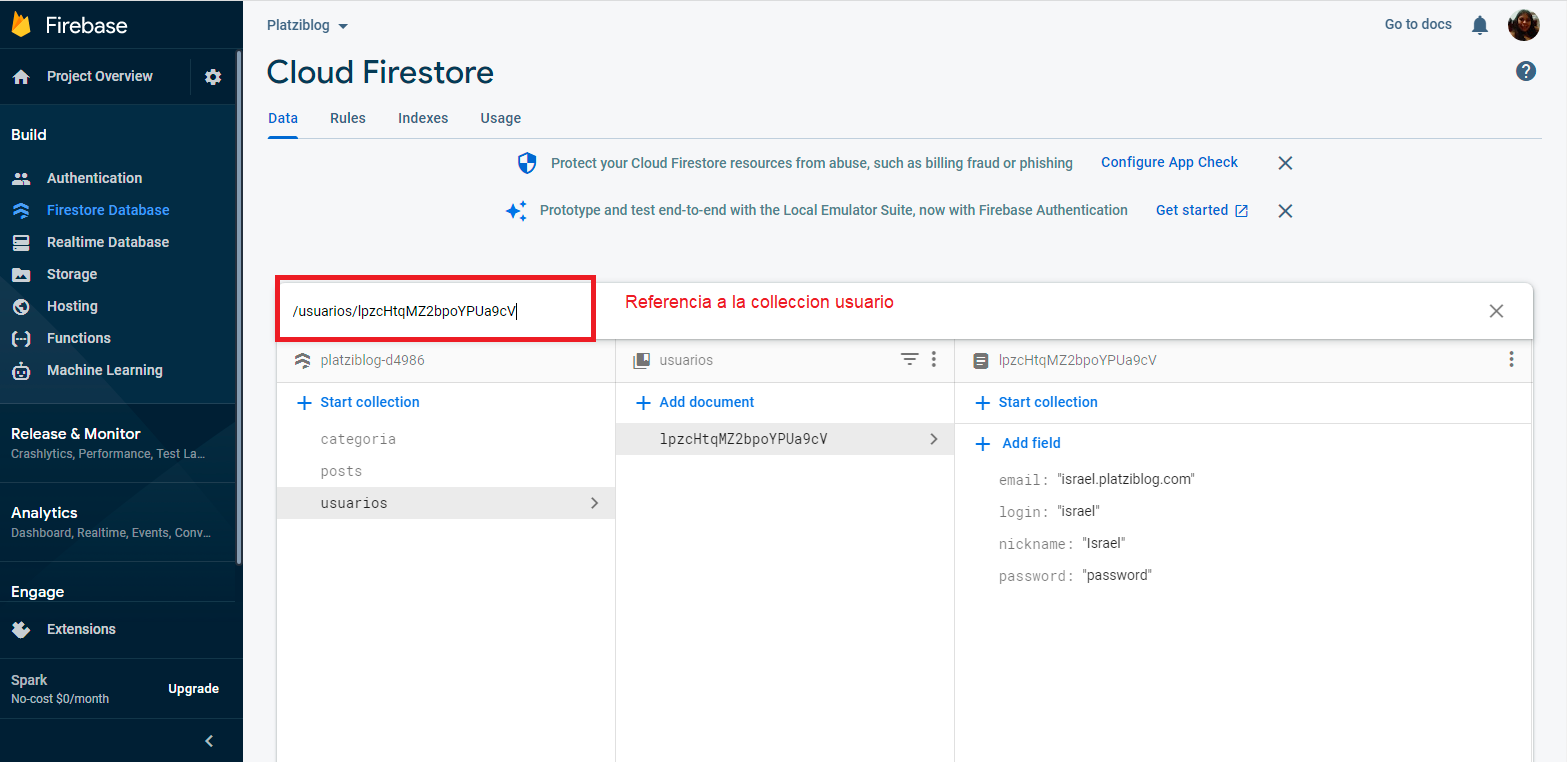 Firebase
Project Overview
Build
Authentication
Firestore Database
Realtime Database
Storage
Hosting
Functions
Machine Learning
Release & Monitor
Crashlytics, Performance, Test La...
Analytics
Dashboard, Realtime, Events, Conv...
Engage
Extensions
Spark
No-cost $0/month
Upgrade
Platziblog
Go to docs
Cloud Firestore
Data Rules Indexes Usage
Protect your Cloud Firestore resources from abuse, such as billing fraud or phishing Configure App Check
Prototype and test end-to-end with the Local Emulator Suite, now with Firebase Authentication Get started
/usuarios/lpzcHtqMZ2bpoYPUa9cV
Referencia a la colleccion usuario
platziblog-d4986
Start collection
categoria
posts
usuarios
usuarios
Add document
lpzcHtqMZ2bpoYPUa9cV
lpzcHtqMZ2bpoYPUa9cV
Start collection
Add field
email: "israel.platziblog.com"
login: "israel"
nickname: "Israel"
password: "password"